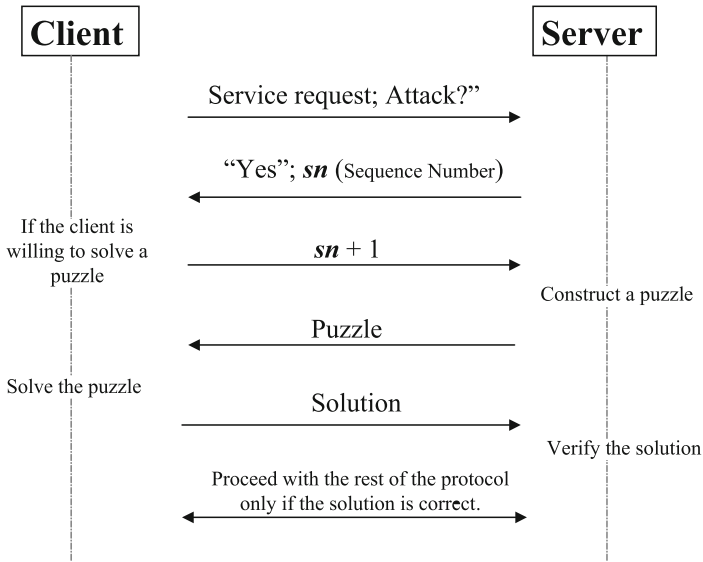 Client
Server
Service request; Attack?”
“Yes”; sn (Sequence Number)
If the client is
willing to solve a
puzzle
sn + 1
Construct a puzzle
Puzzle
Solve the puzzle
Solution
Verify the solution
Proceed with the rest of the protocol
only if the solution is correct.